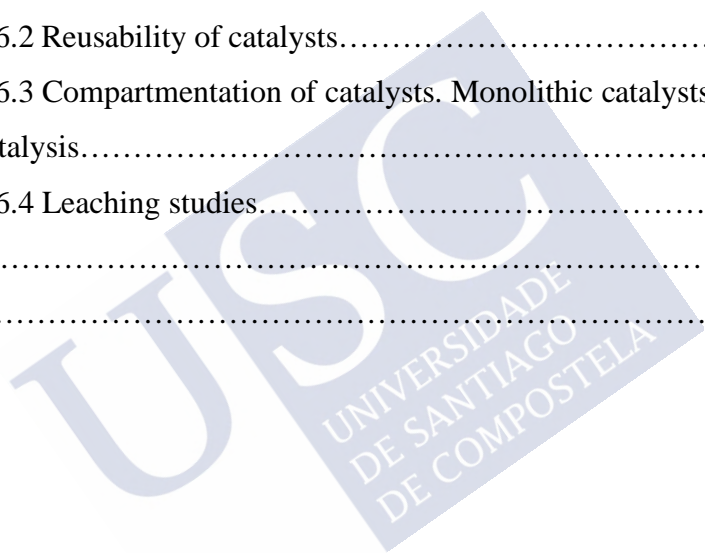 6.2 Reusability of catalysts…………………………………
6.3 Compartmentation of catalysts. Monolithic catalysts
talysis………………………………………………………………
6.4 Leaching studies…………………………………………
………………………………………………………………………
………………………………………………………………………
USC
UNIVERSIDADE
DE SANTIAGO
DE COMPOSTELA